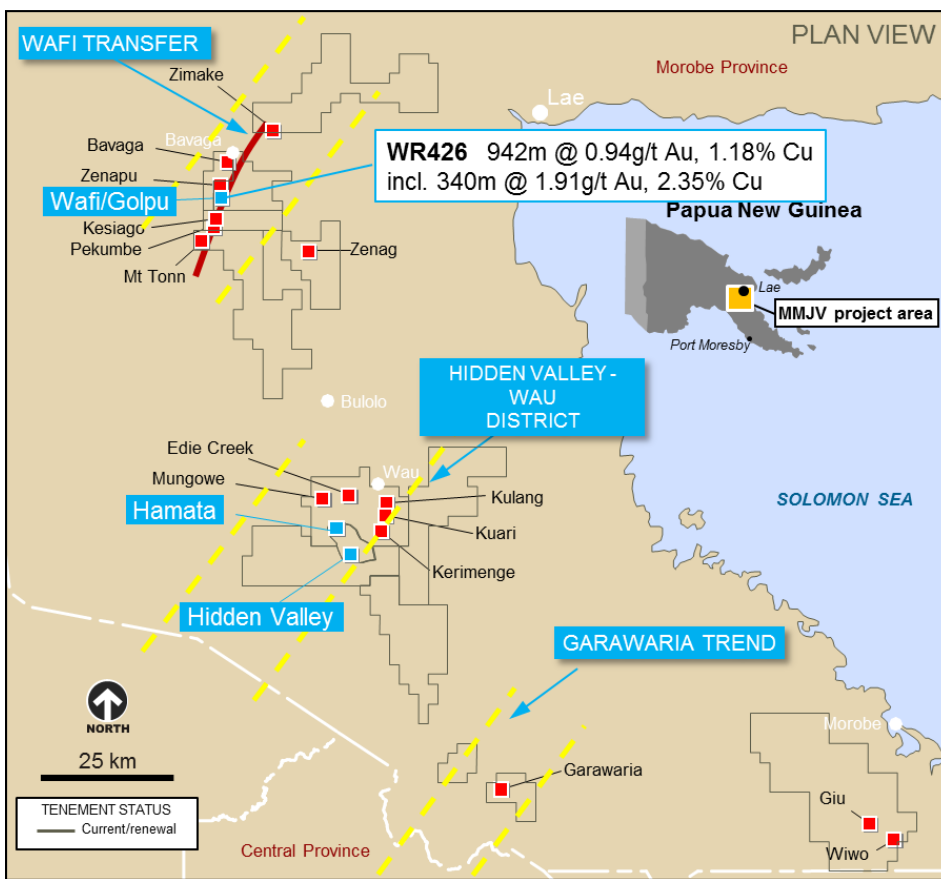 PLAN VIEW
WAFI TRANSFER
Morobe Province
Zimake
Lae
Bavaga
Bavaga
WR426 942m @ 0.94g/t Au, 1.18% Cu
incl. 340m @ 1.91g/t Au, 2.35% Cu
Zenapu
Wafi/Golpu
Kesiago
Pekumbe
Mt Tonn
Zenag
Papua New Guinea
Lae
MMJV project area
Port Moresby
HIDDEN VALLEY -
WAU
DISTRICT
Bulolo
Edie Creek
Mungowe
Wau
Kulang
Hamata
Kuari
Kerimenge
SOLOMON SEA
Hidden Valley
GARAWARIA TREND
NORTH
25 km
Morobe
Garawaria
Giu
Wiwo
TENEMENT STATUS
Current/renewal
Central Province